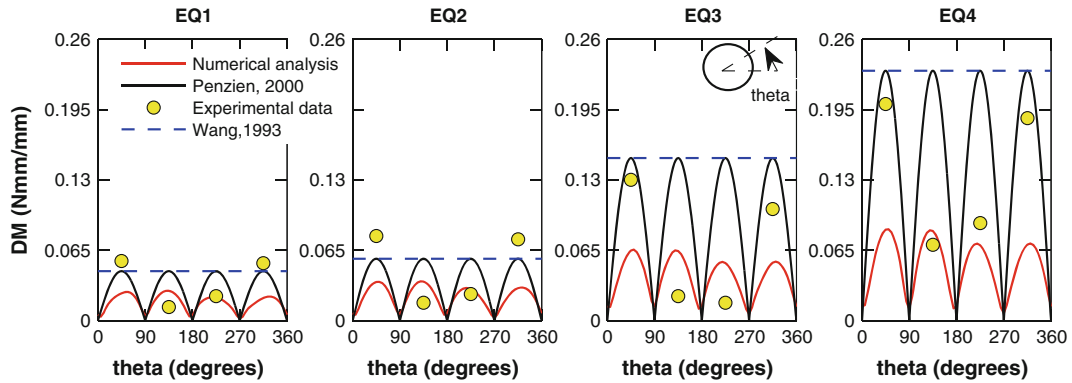 EQ1 EQ2 EQ3 EQ4
0.26 0.26 0.26 0.26
Numerical analysis
Penzien, 2000
Experimental data
Wang,1993
theta
0.195 0.195 0.195 0.195
0.13 0.13 0.13 0.13
0.065 0.065 0.065 0.065
0 0 0 0
DM (Nmm/mm)
0 90 180 270 360 0 90 180 270 360 0 90 180 270 360 0 90 180 270 360
theta (degrees) theta (degrees) theta (degrees) theta (degrees)